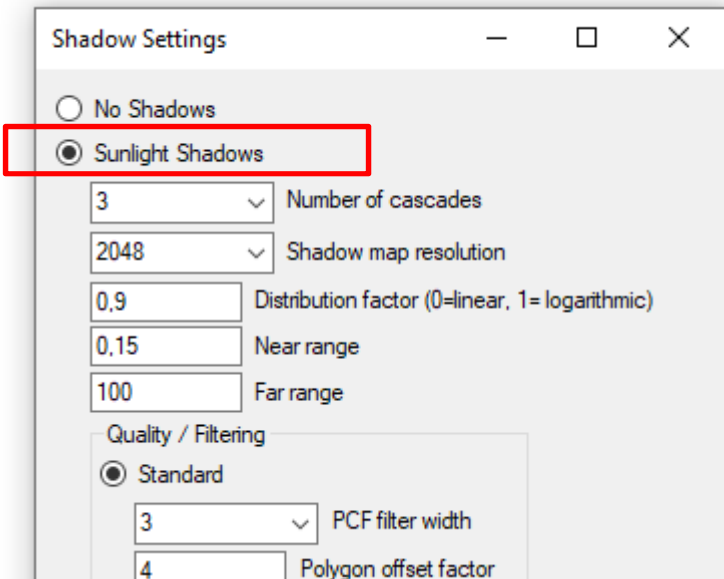 Shadow Settings
No Shadows
Sunlight Shadows
3 Number of cascades
2048 Shadow map resolution
0,9 Distribution factor (0=linear, 1= logarithmic)
0,15 Near range
100 Far range
Quality / Filtering
Standard
3 PCF filter width
4 Polygon offset factor